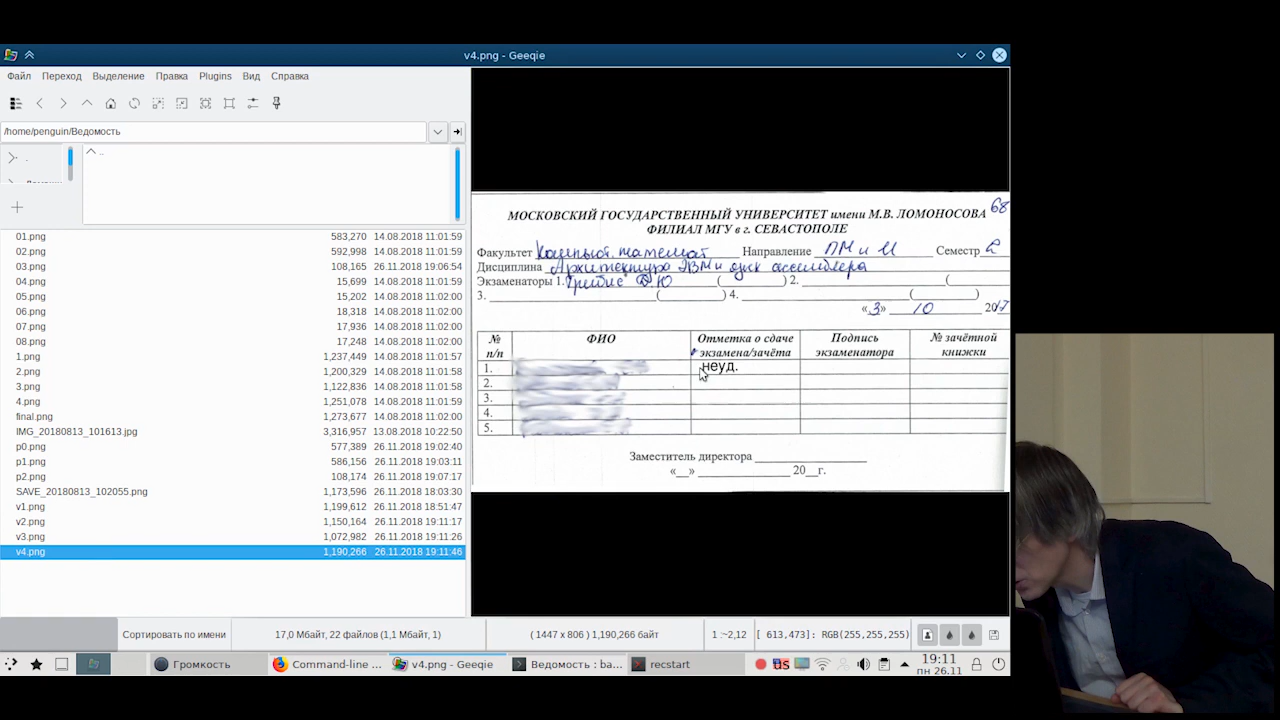 v4.png - Geeqie
Файл Переход Выделение Правка Plugins Вид Справка
/home/penguin/Ведомость
01.png 583,270 14.08.2018 11:01:59
02.png 592,998 14.08.2018 11:01:59
03.png 108,165 26.11.2018 19:06:54
04.png 15,699 14.08.2018 11:01:59
05.png 15,202 14.08.2018 11:02:00
06.png 18,318 14.08.2018 11:02:00
07.png 17,936 14.08.2018 11:02:00
08.png 17,248 14.08.2018 11:02:00
1.png 1,237,449 14.08.2018 11:01:57
2.png 1,200,329 14.08.2018 11:01:58
3.png 1,122,836 14.08.2018 11:01:58
4.png 1,251,078 14.08.2018 11:01:59
final.png 1,273,677 14.08.2018 11:02:00
IMG_20180813_101613.jpg 3,316,957 13.08.2018 10:22:50
p0.png 577,389 26.11.2018 19:02:40
p1.png 586,156 26.11.2018 19:03:11
p2.png 108,174 26.11.2018 19:07:17
SAVE_20180813_102055.png 1,173,596 26.11.2018 18:03:30
v1.png 1,199,612 26.11.2018 18:51:47
v2.png 1,150,164 26.11.2018 19:11:17
v3.png 1,072,982 26.11.2018 19:11:26
v4.png 1,190,266 26.11.2018 19:11:46
68
МОСКОВСКИЙ ГОСУДАРСТВЕННЫЙ УНИВЕРСИТЕТ имени М.В. ЛОМОНОСОВА
ФИЛИАЛ МГУ в г. СЕВАСТОПОЛЕ
Факультет Направление ПМ и И Семестр 2
Дисциплина Архитектура ЭВМ и язык ассемблера
Экзаменаторы 1. Ю ( ) 2. (
3. ( ) 4. ( )
«3» 10 2017
№ п/п ФИО Отметка о сдаче экзамена/зачёта Подпись экзаменатора № зачётной книжки
1. неуд.
2.
3.
4.
5.
Заместитель директора
«__» 20__г.
Сортировать по имени 17,0 Мбайт, 22 файлов (1,1 Мбайт, 1) ( 1447 x 806 ) 1,190,266 байт 1 :~2,12 [ 613,473]: RGB(255,255,255)
Громкость Command-line ... v4.png - Geeqie Ведомость : ba... recstart us 19:11
пн 26.11